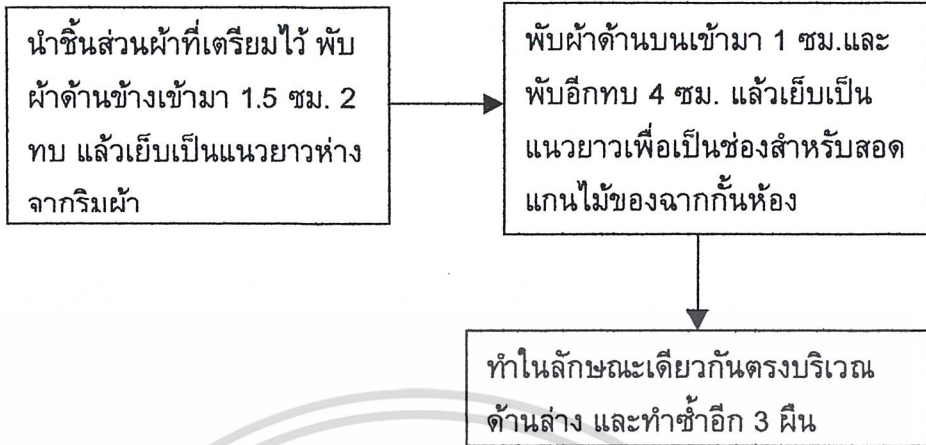 นำชิ้นส่วนผ้าที่เตรียมไว้ พับ
ผ้าด้านข้างเข้ามา 1.5 ซม. 2
ทบ แล้วเย็บเป็นแนวยาวห่าง
จากริมผ้า
พับผ้าด้านบนเข้ามา 1 ซม.และ
พับอีกทบ 4 ซม. แล้วเย็บเป็น
แนวยาวเพื่อเป็นช่องสำหรับสอด
แกนไม้ของฉากกั้นห้อง
ทำในลักษณะเดียวกันตรงบริเวณ
ด้านล่าง และทำซ้ำอีก 3 ผืน